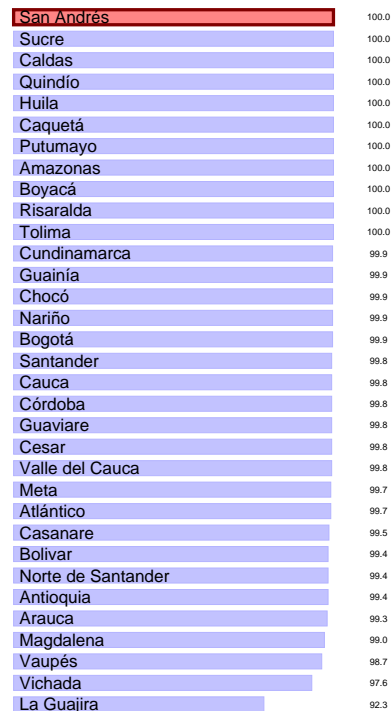 San Andrés 100.0
Sucre 100.0
Caldas 100.0
Quindío 100.0
Huila 100.0
Caquetá 100.0
Putumayo 100.0
Amazonas 100.0
Boyacá 100.0
Risaralda 100.0
Tolima 100.0
Cundinamarca 99.9
Guainía 99.9
Chocó 99.9
Nariño 99.9
Bogotá 99.9
Santander 99.8
Cauca 99.8
Córdoba 99.8
Guaviare 99.8
Cesar 99.8
Valle del Cauca 99.8
Meta 99.7
Atlántico 99.7
Casanare 99.5
Bolivar 99.4
Norte de Santander 99.4
Antioquia 99.4
Arauca 99.3
Magdalena 99.0
Vaupés 98.7
Vichada 97.6
La Guajira 92.3